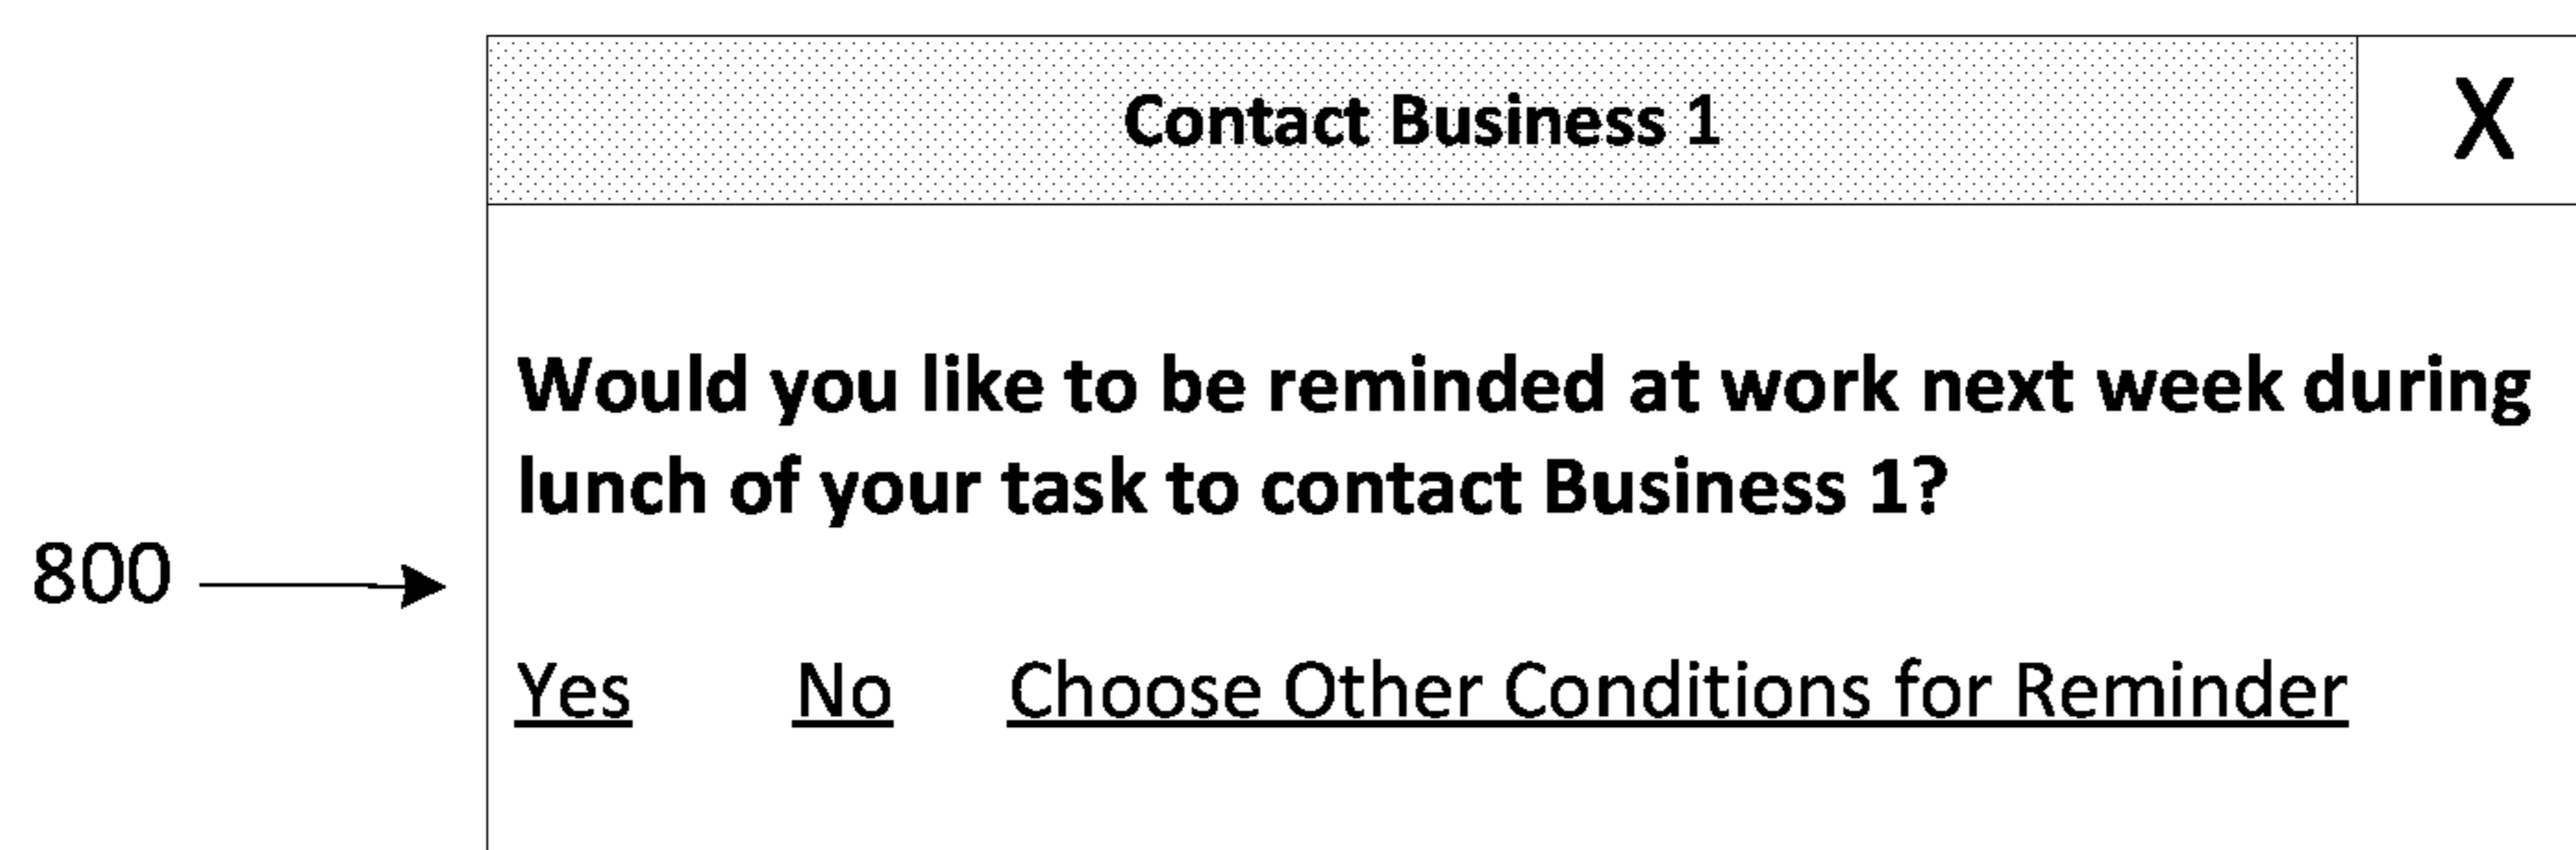 Contact Business 1 X
Would you like to be reminded at work next week during
lunch of your task to contact Business 1?
800
Yes No Choose Other Conditions for Reminder